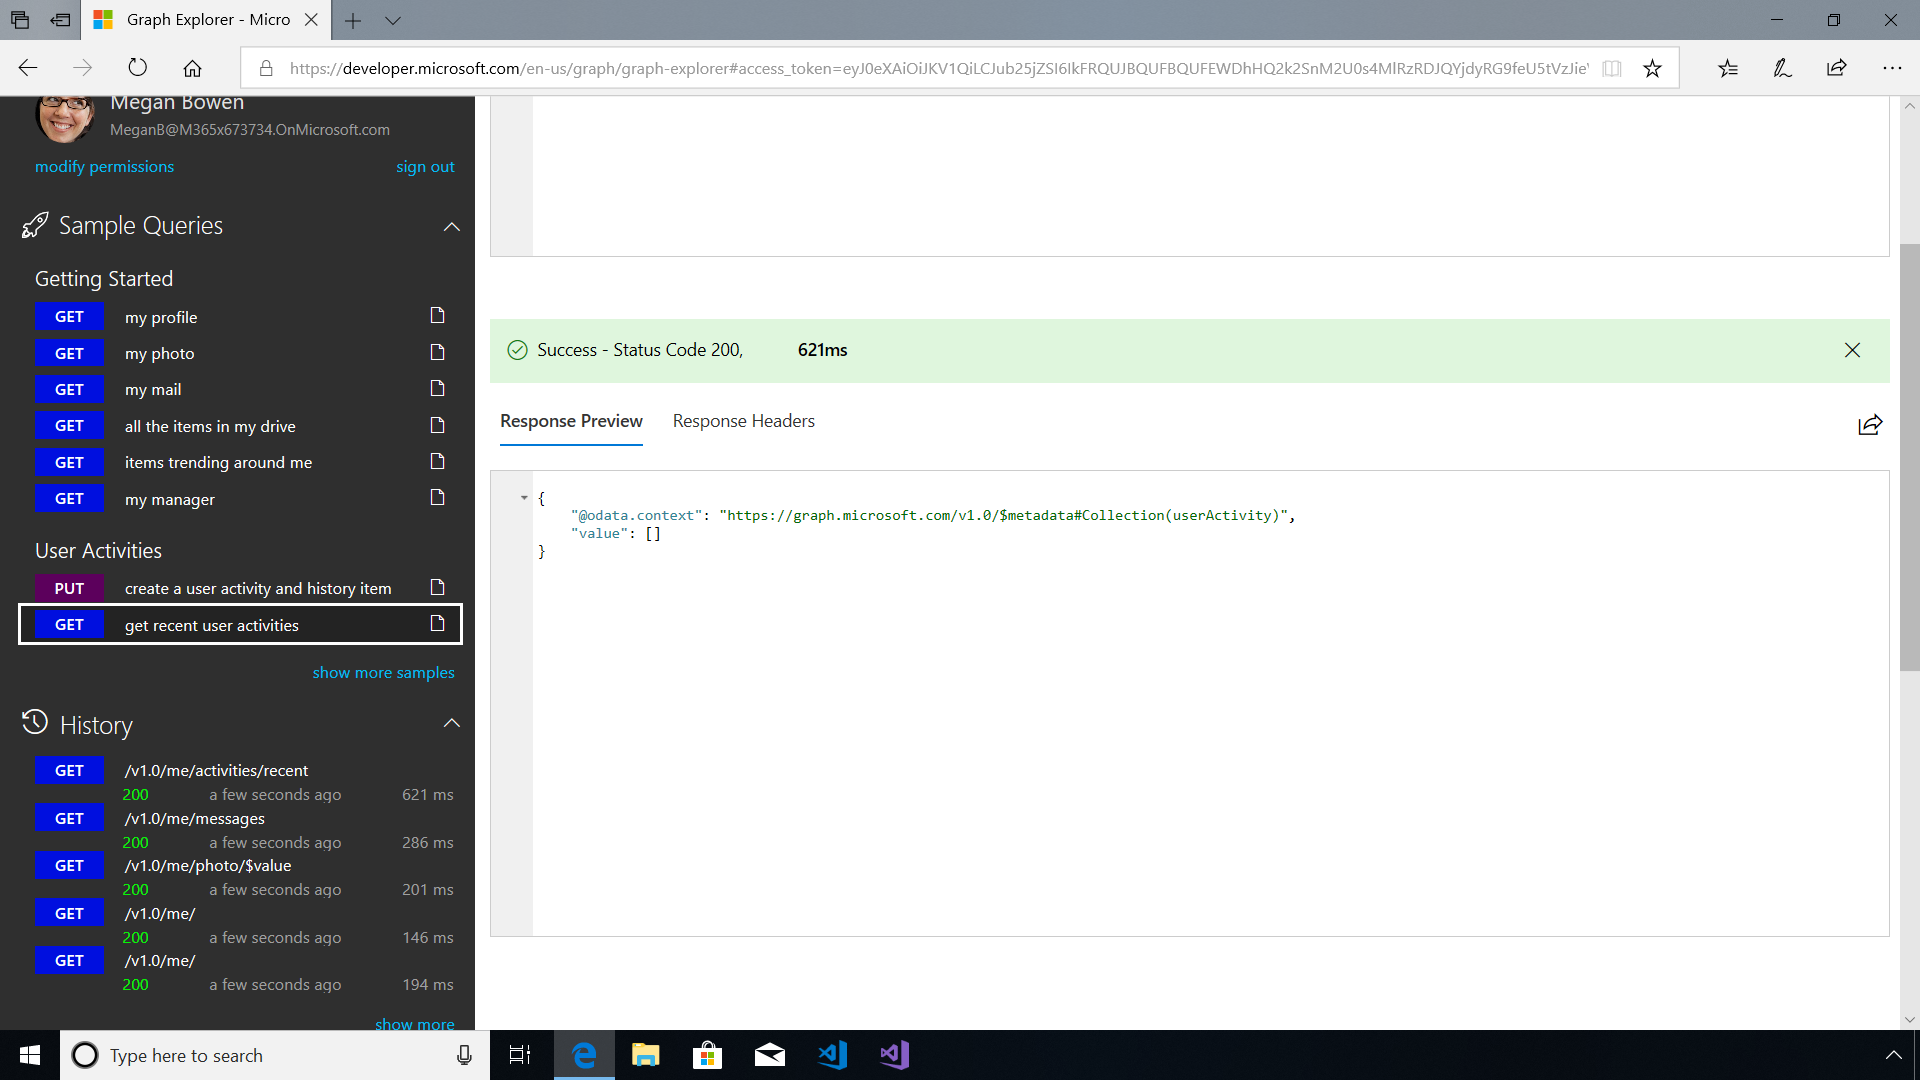 Graph Explorer - Micro
https://developer.microsoft.com/en-us/graph/graph-explorer#access_token=eyJ0eXAiOiJKV1QiLCJub25jZSI6IkFRQUJBQUFBQUFEWDhHQ2k2SnM2U0s4MlRzRDJQYjdyRG9feU5tVzJie
Megan Bowen
MeganB@M365x673734.OnMicrosoft.com
modify permissions sign out
Sample Queries
Getting Started
GET my profile
GET my photo
GET my mail
GET all the items in my drive
GET items trending around me
GET my manager
User Activities
PUT create a user activity and history item
GET get recent user activities
show more samples
History
GET /v1.0/me/activities/recent
200 a few seconds ago 621 ms
GET /v1.0/me/messages
200 a few seconds ago 286 ms
GET /v1.0/me/photo/$value
200 a few seconds ago 201 ms
GET /v1.0/me/
200 a few seconds ago 146 ms
GET /v1.0/me/
200 a few seconds ago 194 ms
show more
Success - Status Code 200, 621ms
Response Preview Response Headers
{
"@odata.context": "https://graph.microsoft.com/v1.0/$metadata#Collection(userActivity)",
"value": []
}
Type here to search